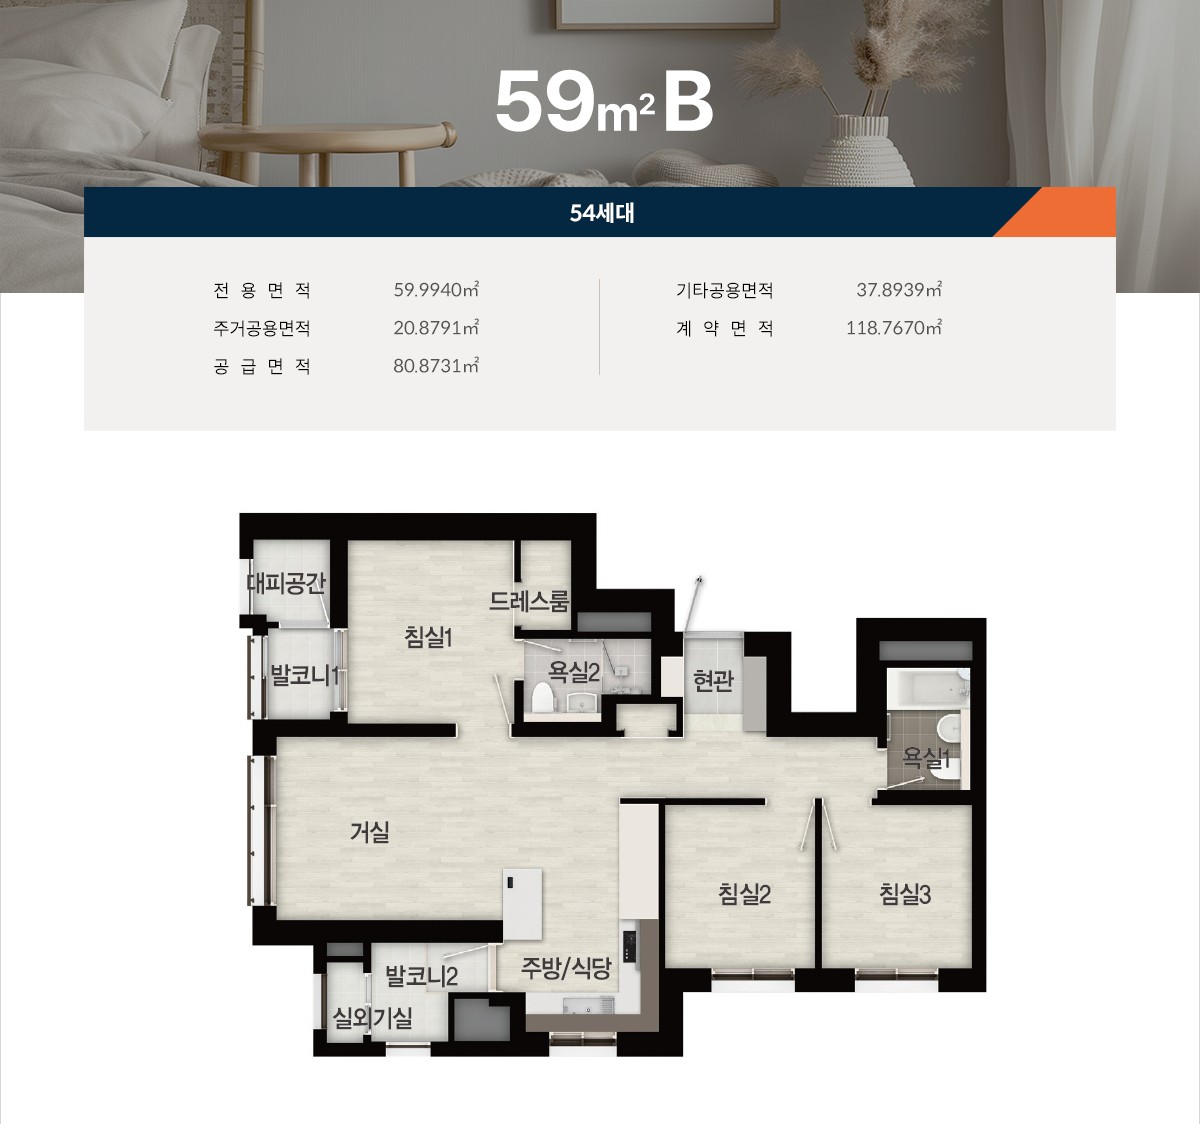 59m² B
54세대
전 용 면 적 59.9940㎡
주거공용면적 20.8791㎡
공 급 면 적 80.8731㎡
기타공용면적 37.8939㎡
계 약 면 적 118.7670㎡
대피공간
드레스룸
침실1
발코니1
욕실2
현관
욕실1
거실
침실2
침실3
주방/식당
발코니2
실외기실